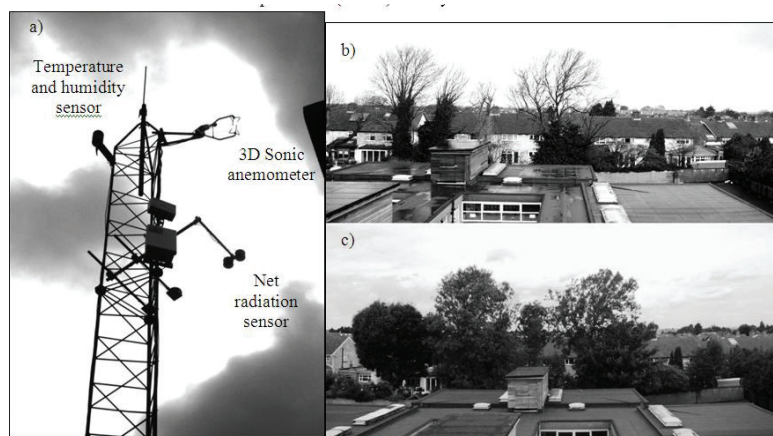 a)
Temperature
and humidity
sensor
3D Sonic
anemometer
Net
radiation
sensor
b)
c)